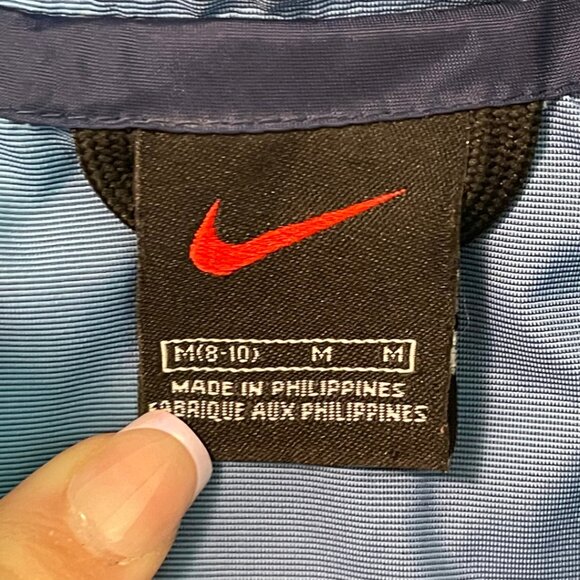 M(8-10) M M
MADE IN PHILIPPINES
FABRIQUE AUX PHILIPPINES